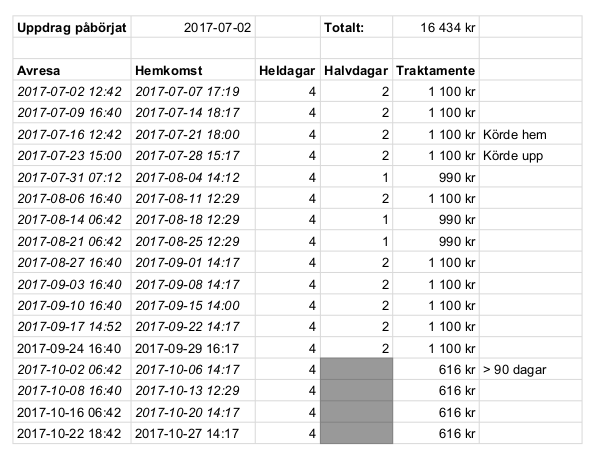 Uppdrag påbörjat 2017-07-02 Totalt: 16 434 kr
Avresa Hemkomst Heldagar Halvdagar Traktamente
2017-07-02 12:42 2017-07-07 17:19 4 2 1 100 kr
2017-07-09 16:40 2017-07-14 18:17 4 2 1 100 kr
2017-07-16 12:42 2017-07-21 18:00 4 2 1 100 kr Körde hem
2017-07-23 15:00 2017-07-28 15:17 4 2 1 100 kr Körde upp
2017-07-31 07:12 2017-08-04 14:12 4 1 990 kr
2017-08-06 16:40 2017-08-11 12:29 4 2 1 100 kr
2017-08-14 06:42 2017-08-18 12:29 4 1 990 kr
2017-08-21 06:42 2017-08-25 12:29 4 1 990 kr
2017-08-27 16:40 2017-09-01 14:17 4 2 1 100 kr
2017-09-03 16:40 2017-09-08 14:17 4 2 1 100 kr
2017-09-10 16:40 2017-09-15 14:00 4 2 1 100 kr
2017-09-17 14:52 2017-09-22 14:17 4 2 1 100 kr
2017-09-24 16:40 2017-09-29 16:17 4 2 1 100 kr
2017-10-02 06:42 2017-10-06 14:17 4 616 kr > 90 dagar
2017-10-08 16:40 2017-10-13 12:29 4 616 kr
2017-10-16 06:42 2017-10-20 14:17 4 616 kr
2017-10-22 18:42 2017-10-27 14:17 4 616 kr